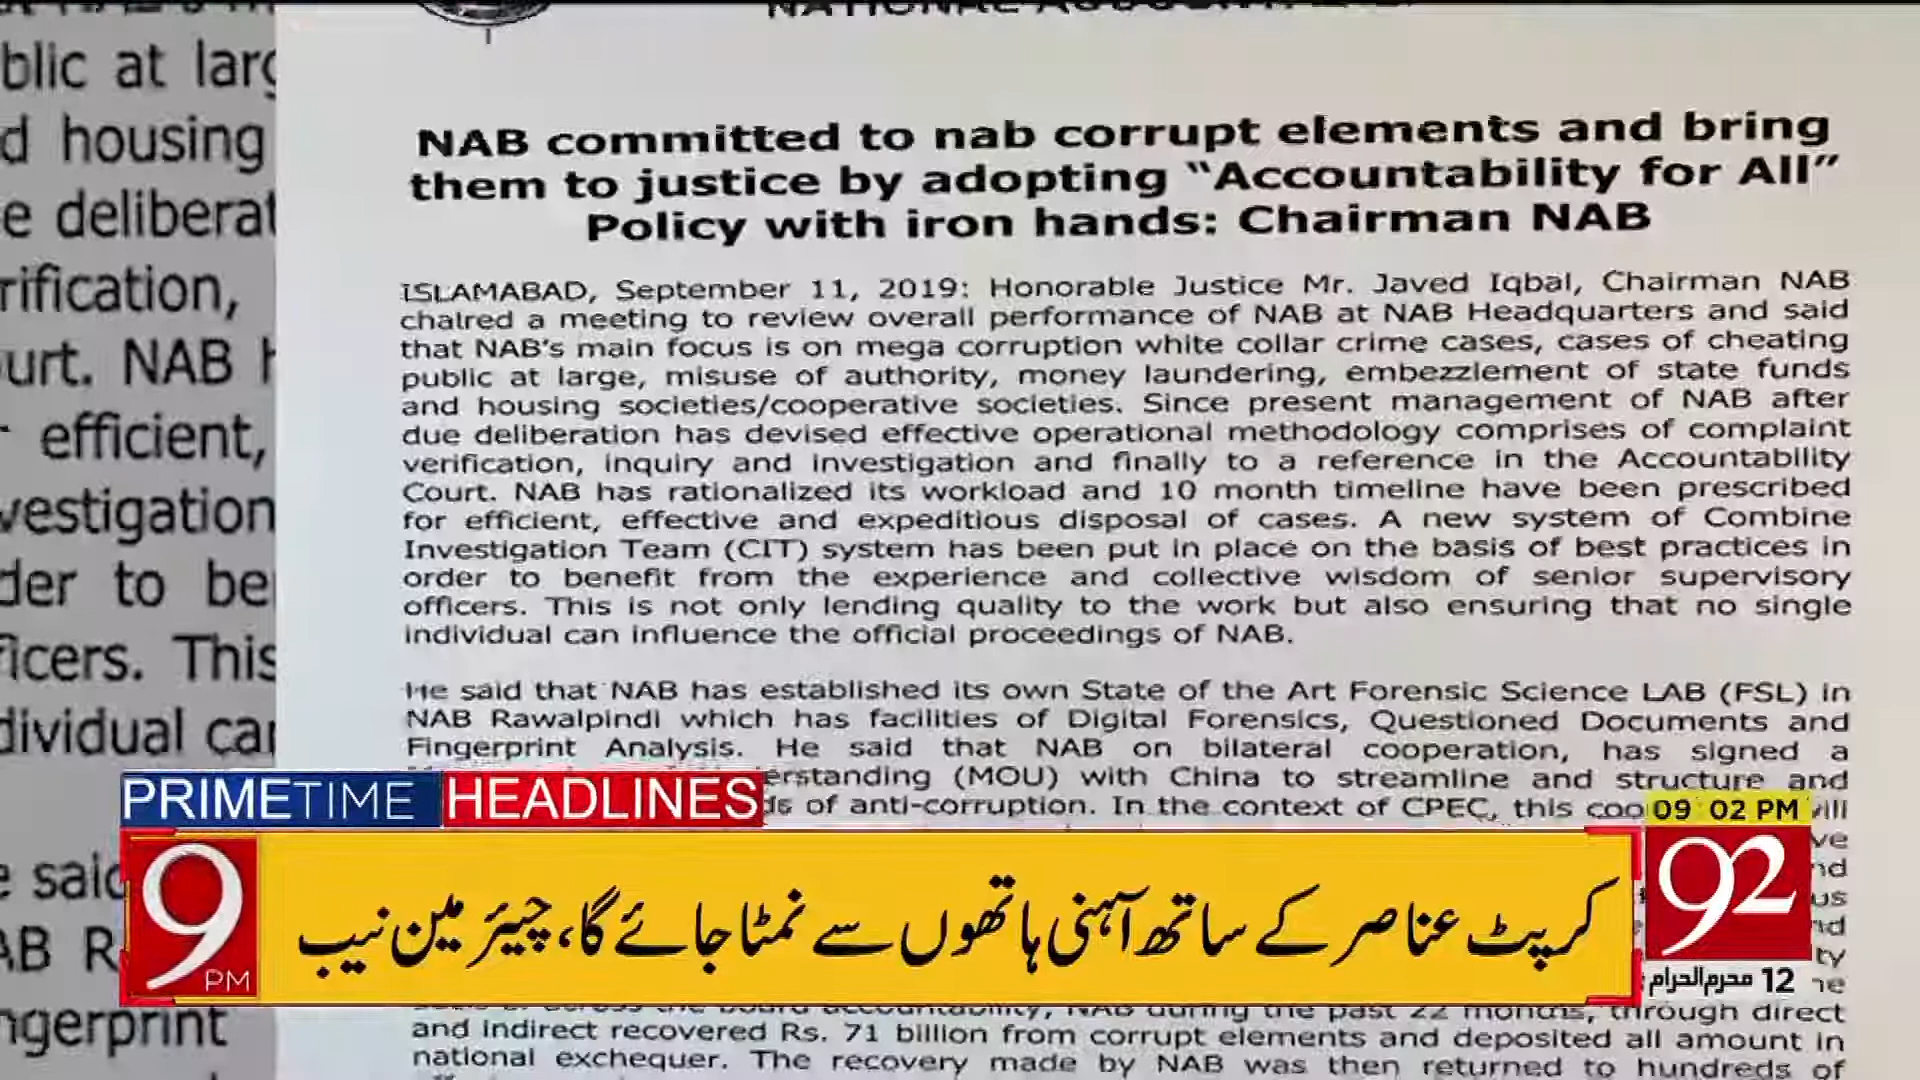 blic at larg
d housing
e deliberat
rification,
urt. NAB h
efficient,
vestigation
der to be
ficers. This
dividual car
e said
AB R
ngerprint
NAB committed to nab corrupt elements and bring
them to justice by adopting “Accountability for All”
Policy with iron hands: Chairman NAB
ISLAMABAD, September 11, 2019: Honorable Justice Mr. Javed Iqbal, Chairman NAB
chaired a meeting to review overall performance of NAB at NAB Headquarters and said
that NAB's main focus is on mega corruption white collar crime cases, cases of cheating
public at large, misuse of authority, money laundering, embezzlement of state funds
and housing societies/cooperative societies. Since present management of NAB after
due deliberation has devised effective operational methodology comprises of complaint
verification, inquiry and investigation and finally to a reference in the Accountability
Court. NAB has rationalized its workload and 10 month timeline have been prescribed
for efficient, effective and expeditious disposal of cases. A new system of Combine
Investigation Team (CIT) system has been put in place on the basis of best practices in
order to benefit from the experience and collective wisdom of senior supervisory
officers. This is not only lending quality to the work but also ensuring that no single
individual can influence the official proceedings of NAB.
He said that NAB has established its own State of the Art Forensic Science LAB (FSL) in
NAB Rawalpindi which has facilities of Digital Forensics, Questioned Documents and
Fingerprint Analysis. He said that NAB on bilateral cooperation, has signed a
erstanding (MOU) with China to streamline and structure and
ds of anti-corruption. In the context of CPEC, this coo
PRIMETIME HEADLINES
09 02 PM
9 PM
کرپٹ عناصر کے ساتھ آہنی ہاتھوں سے نمٹا جائے گا، چیئرمین نیب
92
12 محرم الحرام
NAB during the past 22 months, through direct
and indirect recovered Rs. 71 billion from corrupt elements and deposited all amount in
national exchequer. The recovery made by NAB was then returned to hundreds of